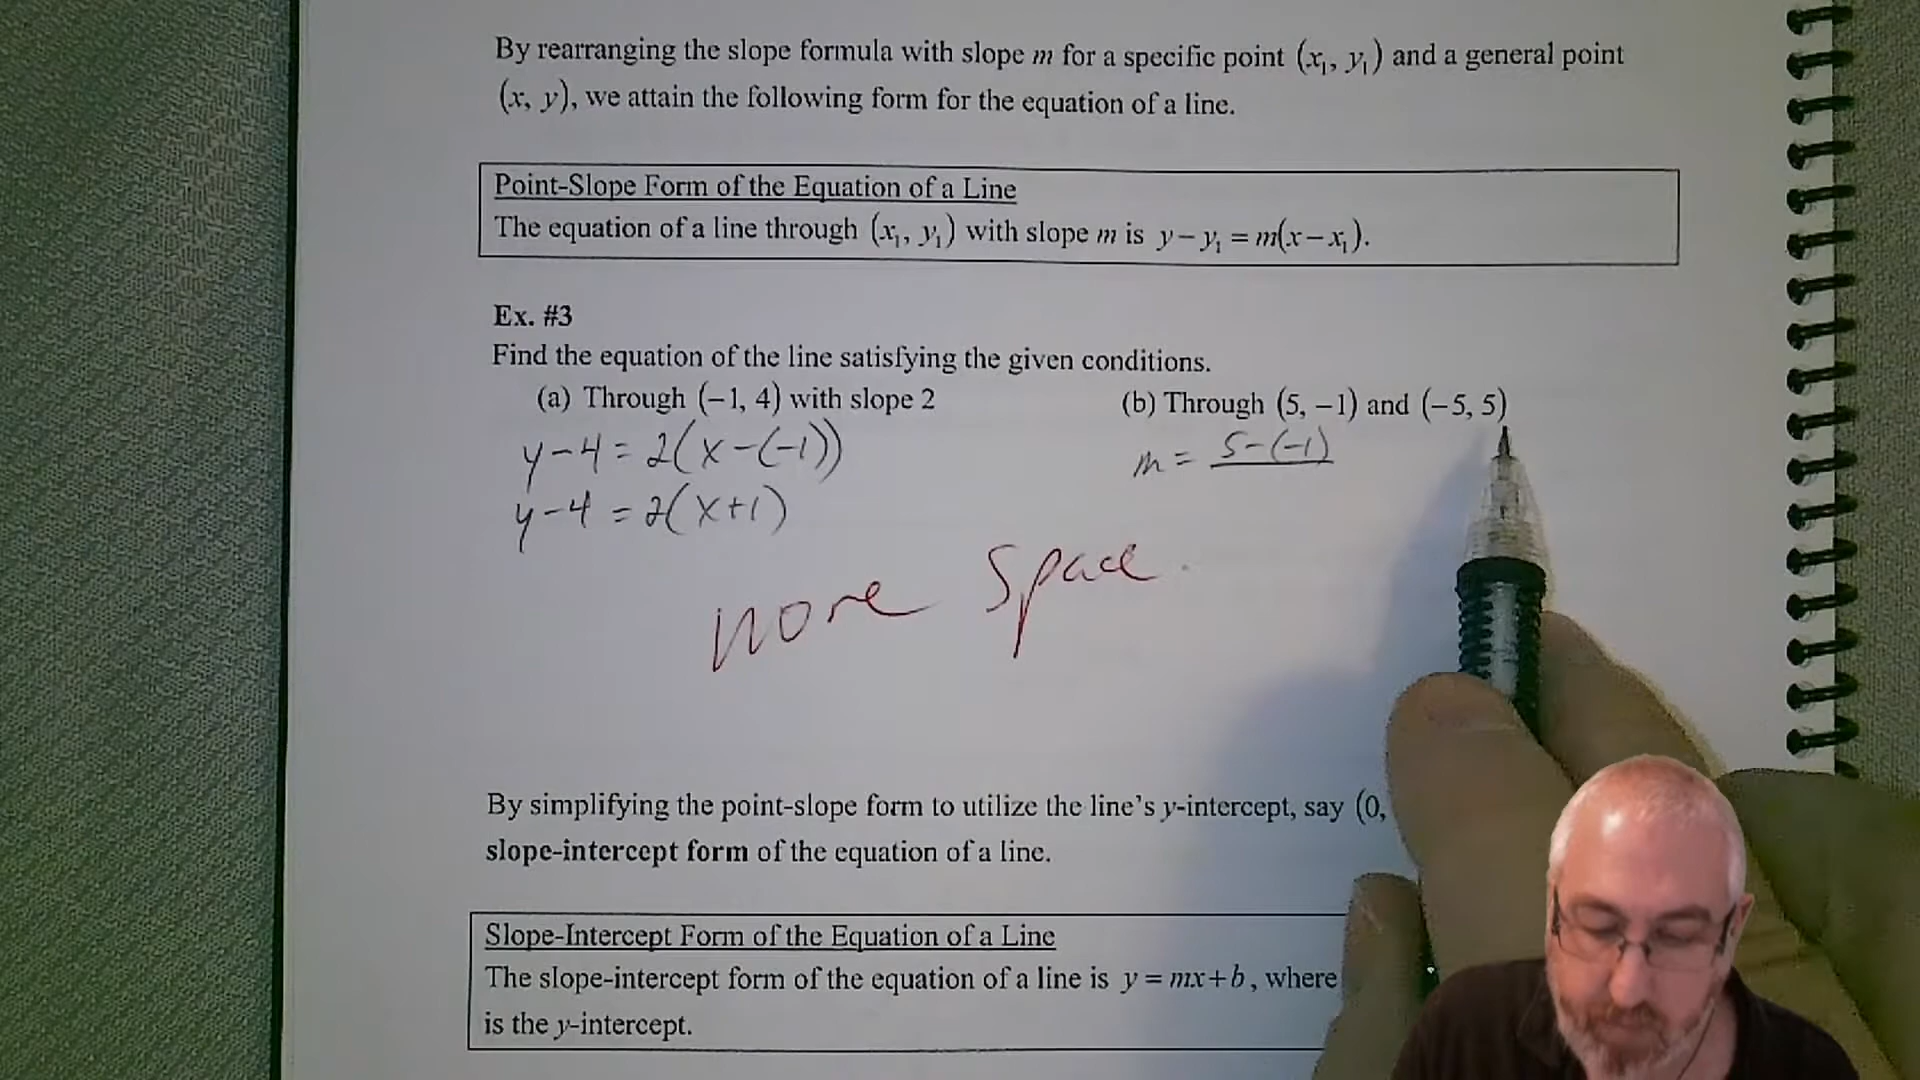 By rearranging the slope formula with slope m for a specific point (x₁, y₁) and a general point
(x, y), we attain the following form for the equation of a line.
Point-Slope Form of the Equation of a Line
The equation of a line through (x₁, y₁) with slope m is y − y₁ = m(x − x₁).
Ex. #3
Find the equation of the line satisfying the given conditions.
(a) Through (−1, 4) with slope 2
(b) Through (5, −1) and (−5, 5)
y-4 = 2(x-(-1))
m = 5-(-1)
y-4 = 2(x+1)
more space
By simplifying the point-slope form to utilize the line's y-intercept, say (0,
slope-intercept form of the equation of a line.
Slope-Intercept Form of the Equation of a Line
The slope-intercept form of the equation of a line is y = mx + b, where
is the y-intercept.